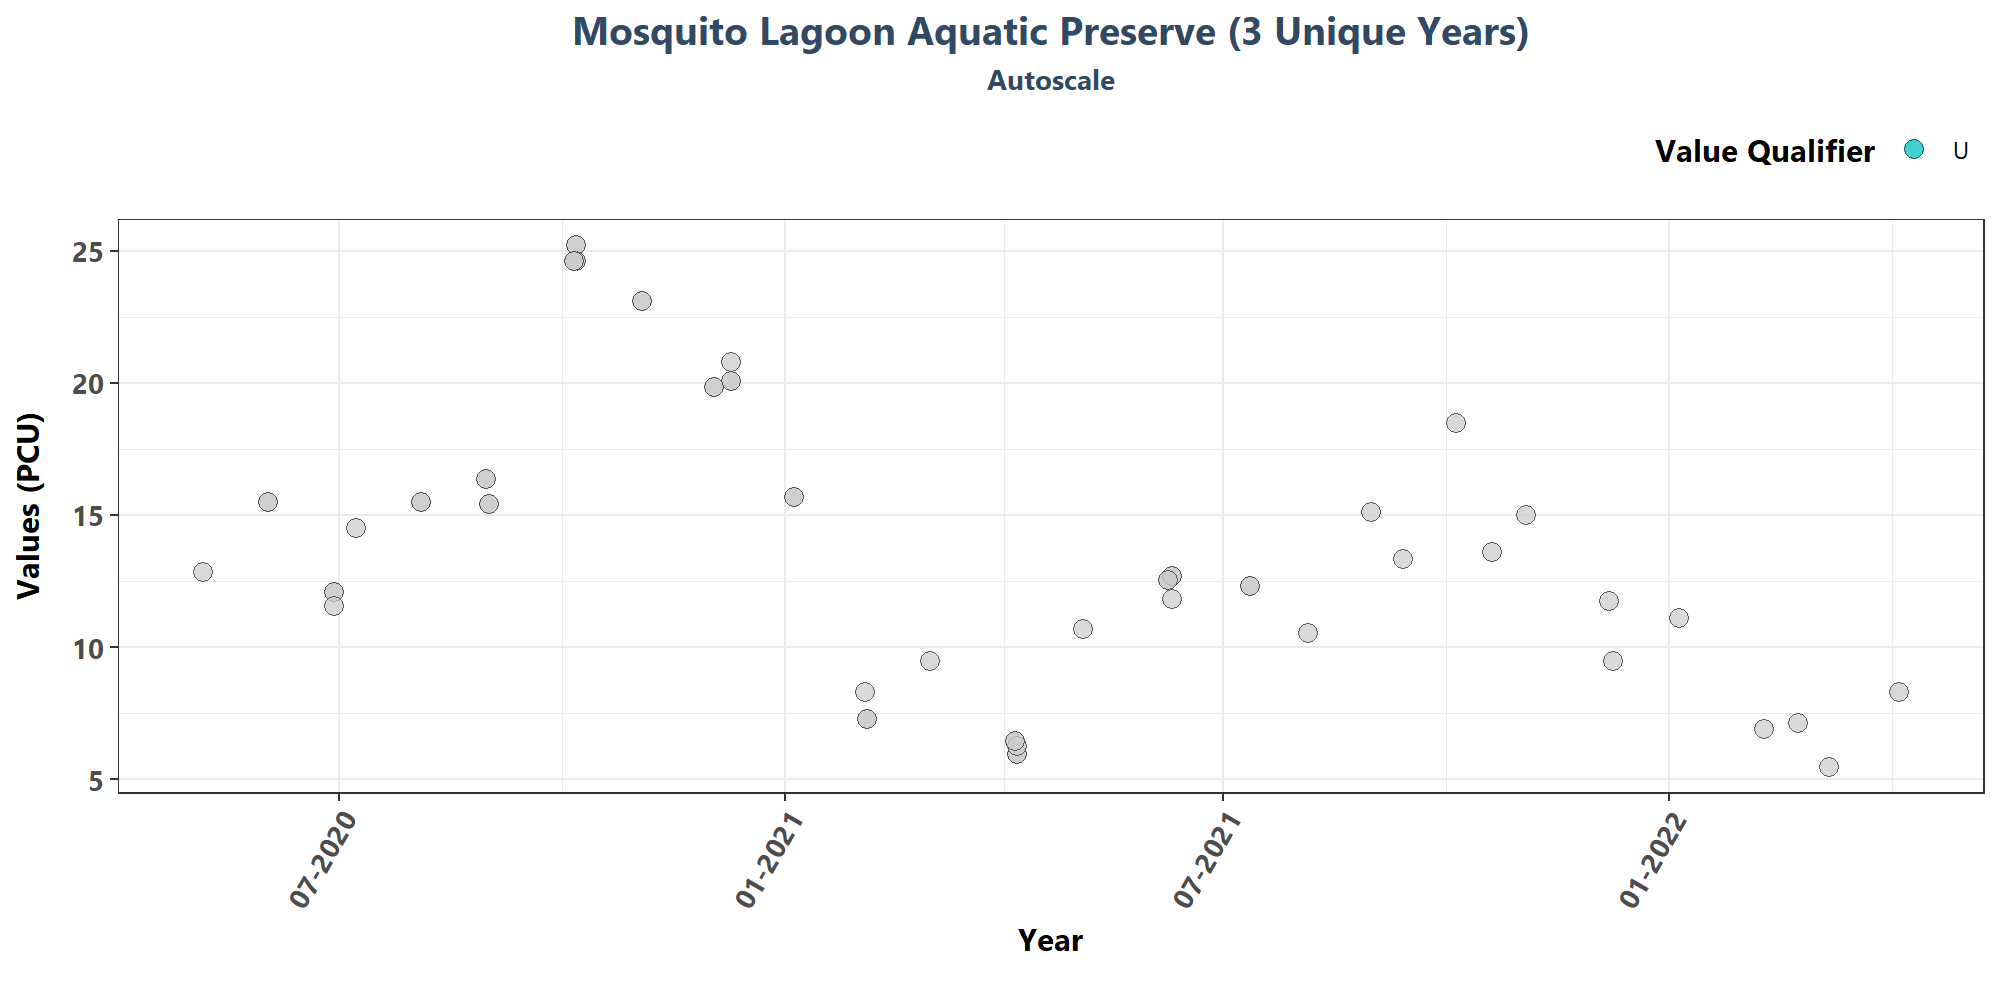 Mosquito Lagoon Aquatic Preserve (3 Unique Years)
Autoscale
Value Qualifier U
25
20
15
10
5
Values (PCU)
07-2020
01-2021
07-2021
01-2022
Year